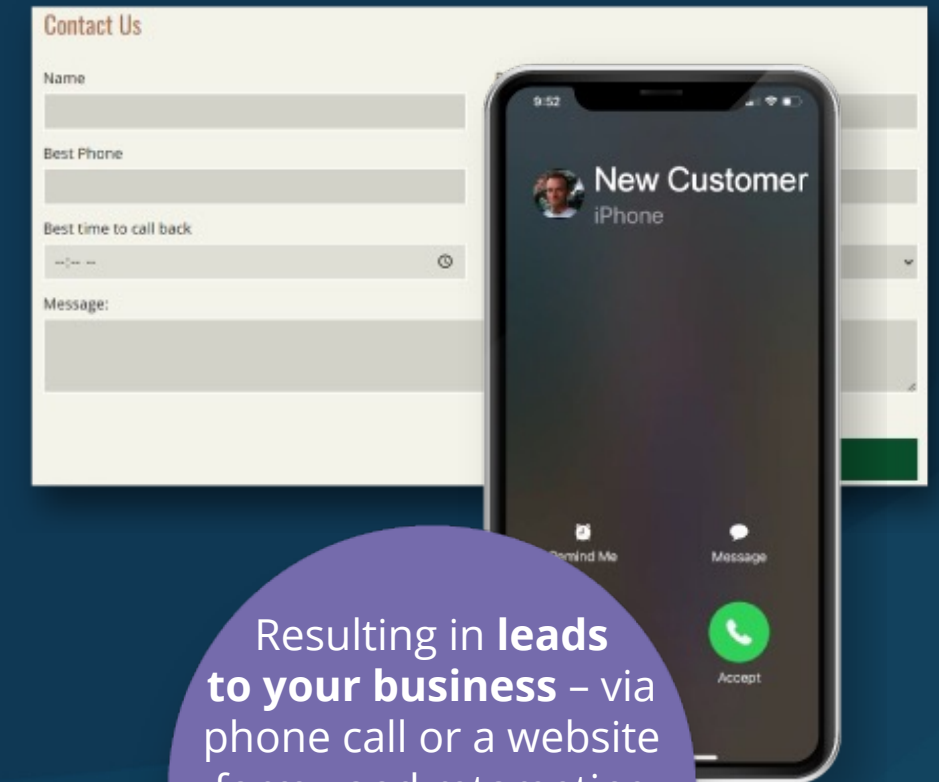 Contact Us
Name
Best Phone
Best time to call back
--:-- --
Message:
9:52
New Customer
iPhone
Remind Me
Message
Accept
Resulting in leads
to your business – via
phone call or a website